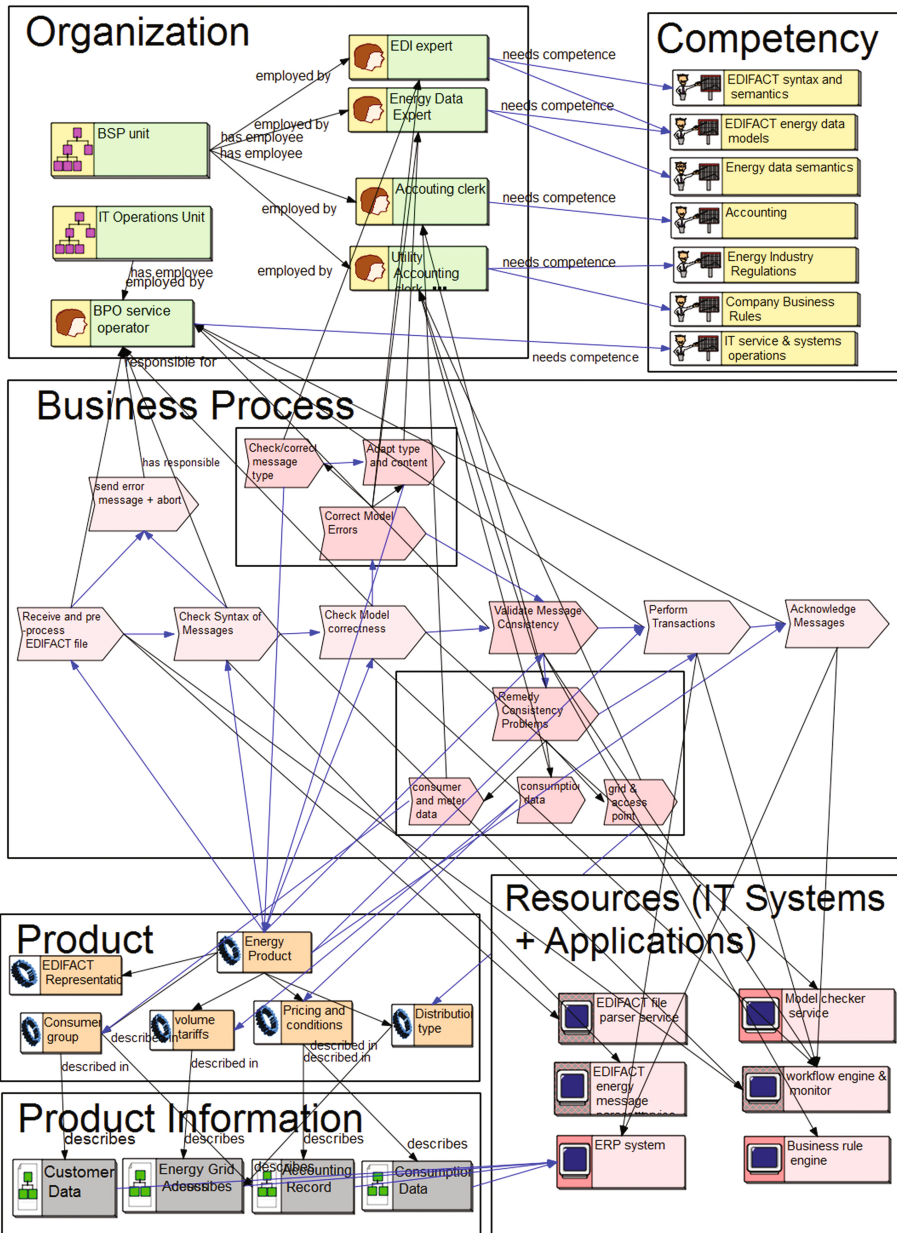 Organization
EDI expert
employed by
needs competence
Energy Data
Expert
employed by
needs competence
BSP unit
has employee
has employee
Accouting clerk
needs competence
employed by
IT Operations Unit
Utility
Accounting
clerk ...
needs competence
employed by
has employee
employed by
BPO service
operator
needs competence
responsible for
Competency
EDIFACT syntax and
semantics
EDIFACT energy data
models
Energy data semantics
Accounting
Energy Industry
Regulations
Company Business
Rules
IT service & systems
operations
Business Process
Check/correct
message
type
Adapt type
and content
has responsible
send error
message + abort
Correct Model
Errors
Receive and pre
-process
EDIFACT file
Check Syntax of
Messages
Check Model
correctness
Validate Message
Consistency
Perform
Transactions
Acknowledge
Messages
Remedy
Consistency
Problems
consumer
and meter
data
consumption
data
grid &
access
point
Product
Energy
Product
EDIFACT
Representatio
Consumer
group
volume
tariffs
Pricing and
conditions
Distribution
type
described in
described in
described in
described in
described in
Resources (IT Systems
+ Applications)
EDIFACT file
parser service
Model checker
service
EDIFACT
energy
message
workflow engine &
monitor
ERP system
Business rule
engine
Product Information
describes
describes
describes
describes
describes
describes
Customer
Data
Energy Grid
Accounting
Record
Consumption
Data